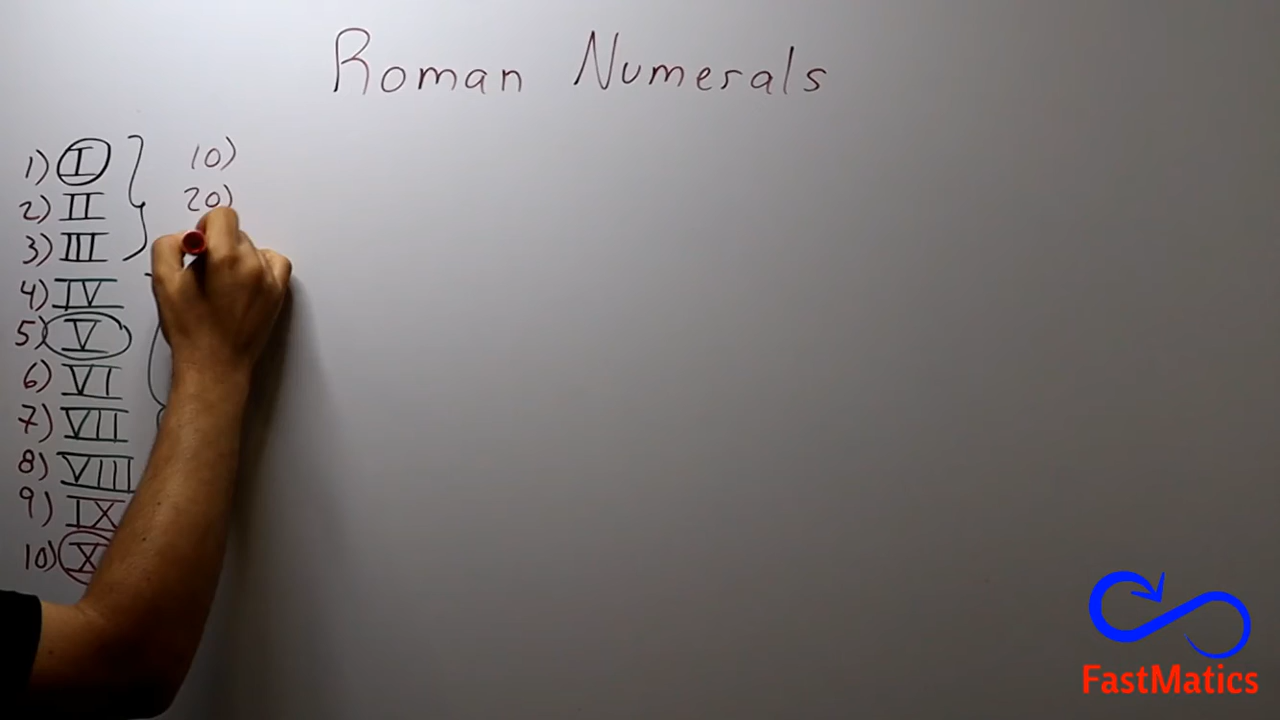 Roman Numerals
1) I
2) II
3) III
4) IV
5) V
6) VI
7) VII
8) VIII
9) IX
10) X
10)
20)
FastMatics